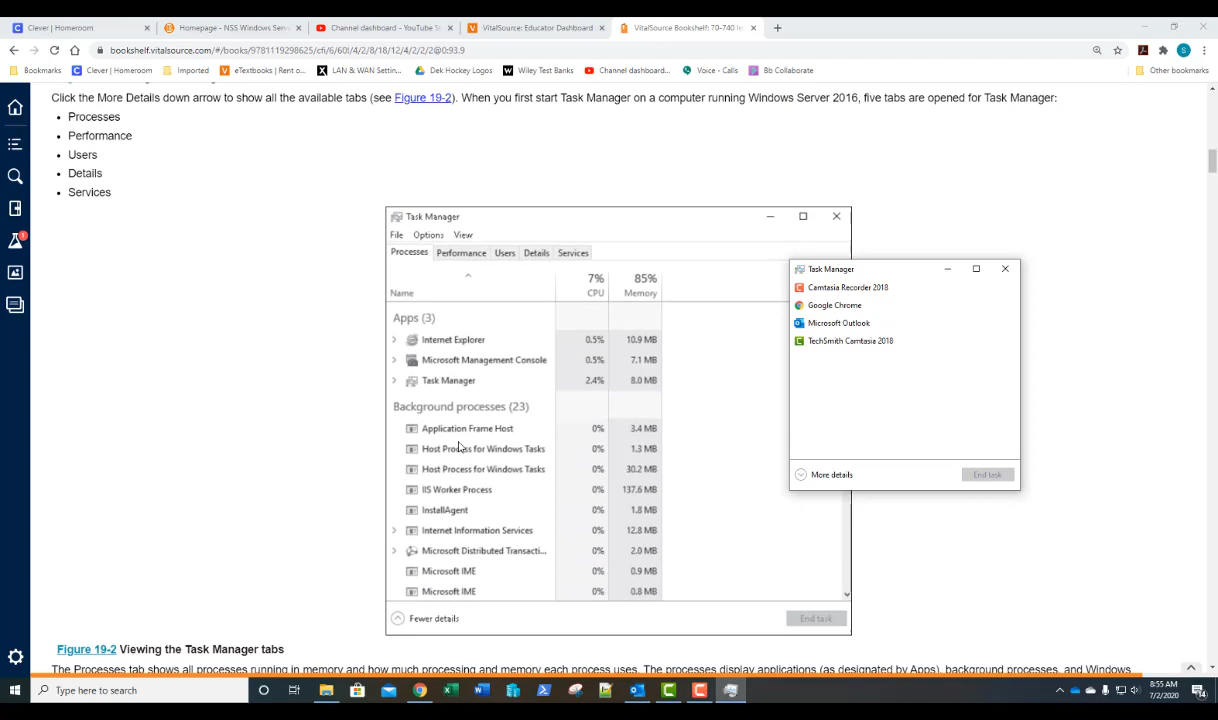 Clever | Homeroom
Homepage - NSS Windows Serv
Channel dashboard - YouTube S
VitalSource: Educator Dashboard
VitalSource Bookshelf: 70-740 In
bookshelf.vitalsource.com/#/books/9781119298625/cfi/6/60!/4/2/8/18/12/4/2/2/2@0:93.9
Bookmarks
Clever | Homeroom
Imported
eTextbooks | Rent o...
LAN & WAN Settin...
Dek Hockey Logos
Wiley Test Banks
Channel dashboard...
Voice - Calls
Bb Collaborate
Other bookmarks
Click the More Details down arrow to show all the available tabs (see Figure 19-2). When you first start Task Manager on a computer running Windows Server 2016, five tabs are opened for Task Manager:
• Processes
• Performance
• Users
• Details
• Services
Task Manager
File Options View
Processes Performance Users Details Services
7% 85%
Name CPU Memory
Apps (3)
Internet Explorer 0.5% 10.9 MB
Microsoft Management Console 0.5% 7.1 MB
Task Manager 2.4% 8.0 MB
Background processes (23)
Application Frame Host 0% 3.4 MB
Host Process for Windows Tasks 0% 1.3 MB
Host Process for Windows Tasks 0% 30.2 MB
IIS Worker Process 0% 137.6 MB
InstallAgent 0% 1.8 MB
Internet Information Services 0% 12.8 MB
Microsoft Distributed Transacti... 0% 2.0 MB
Microsoft IME 0% 0.9 MB
Microsoft IME 0% 0.8 MB
Fewer details End task
Task Manager
Camtasia Recorder 2018
Google Chrome
Microsoft Outlook
TechSmith Camtasia 2018
More details End task
Figure 19-2 Viewing the Task Manager tabs
The Processes tab shows all processes running in memory and how much processing and memory each process uses. The processes display applications (as designated by Apps), background processes, and Windows
Type here to search
8:55 AM
7/2/2020